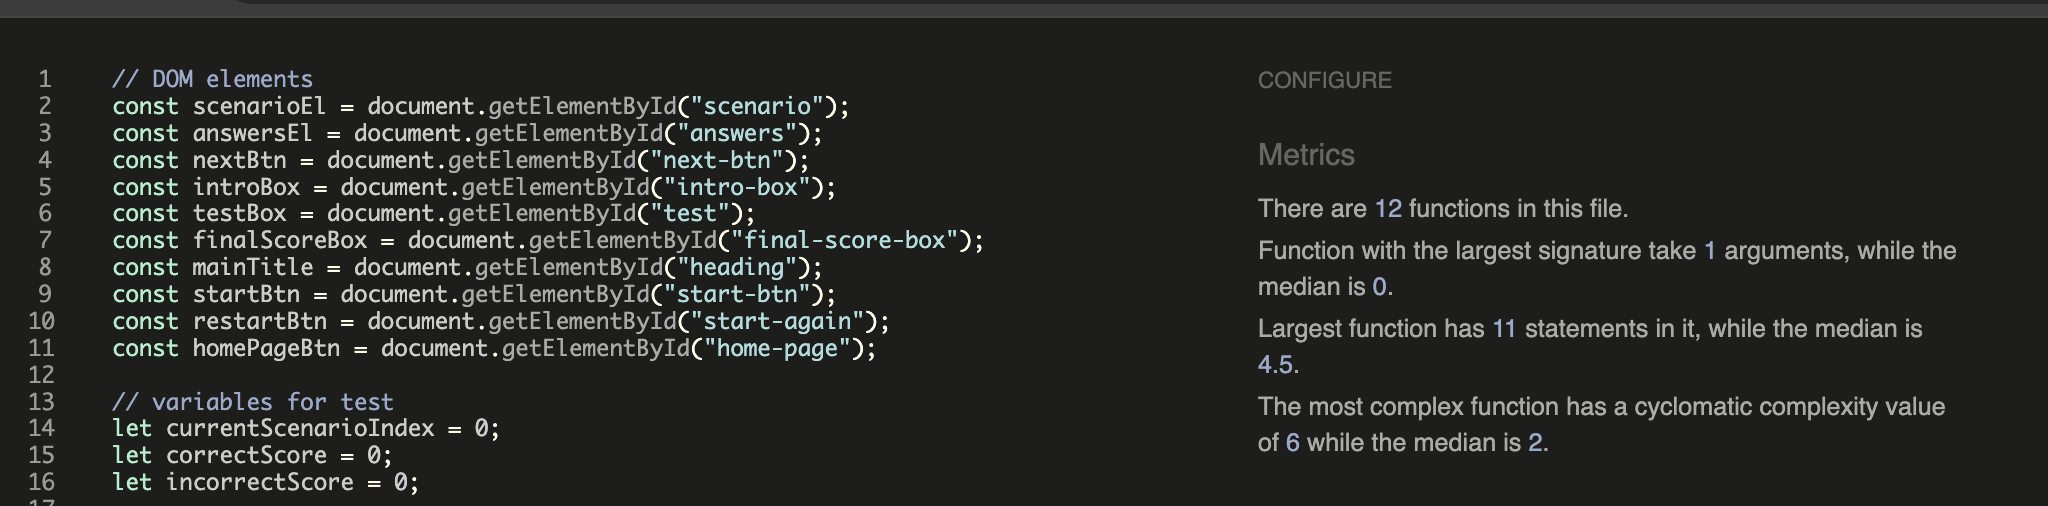 1 // DOM elements
2 const scenarioEl = document.getElementById("scenario");
3 const answersEl = document.getElementById("answers");
4 const nextBtn = document.getElementById("next-btn");
5 const introBox = document.getElementById("intro-box");
6 const testBox = document.getElementById("test");
7 const finalScoreBox = document.getElementById("final-score-box");
8 const mainTitle = document.getElementById("heading");
9 const startBtn = document.getElementById("start-btn");
10 const restartBtn = document.getElementById("start-again");
11 const homePageBtn = document.getElementById("home-page");
12
13 // variables for test
14 let currentScenarioIndex = 0;
15 let correctScore = 0;
16 let incorrectScore = 0;
17
CONFIGURE
Metrics
There are 12 functions in this file.
Function with the largest signature take 1 arguments, while the
median is 0.
Largest function has 11 statements in it, while the median is
4.5.
The most complex function has a cyclomatic complexity value
of 6 while the median is 2.